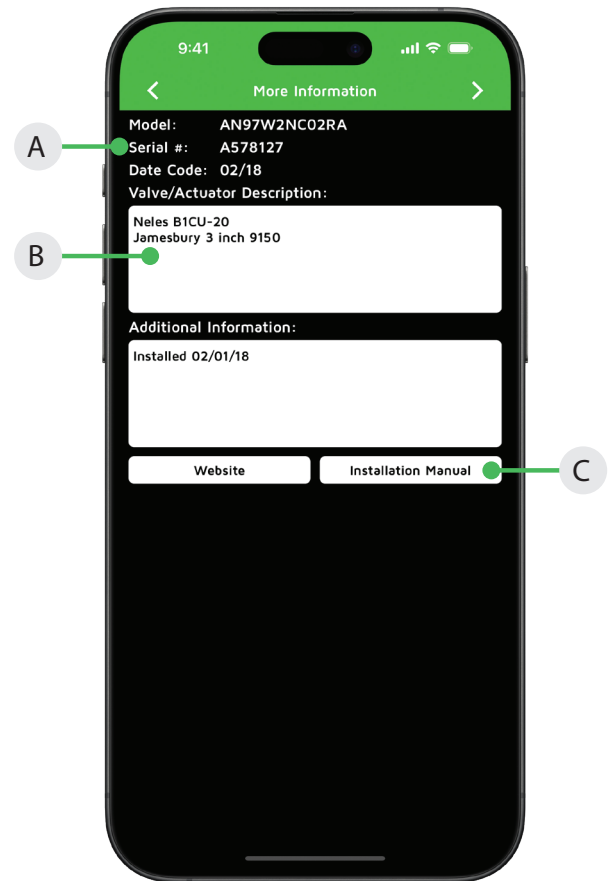 9:41
More Information
Model: AN97W2NC02RA
A
Serial #: A578127
Date Code: 02/18
Valve/Actuator Description:
Neles B1CU-20
B
Jamesbury 3 inch 9150
Additional Information:
Installed 02/01/18
Website
Installation Manual
C